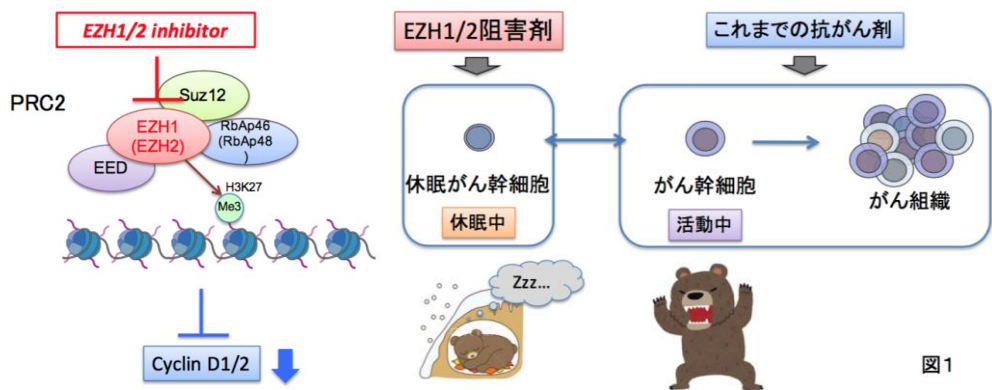 EZH1/2 inhibitor
PRC2
Suz12
EZH1
(EZH2)
RbAp46
(RbAp48
)
EED
H3K27
Me3
Cyclin D1/2
EZH1/2阻害剤
これまでの抗がん剤
休眠がん幹細胞
休眠中
がん幹細胞
活動中
がん組織
Zzz...
図1